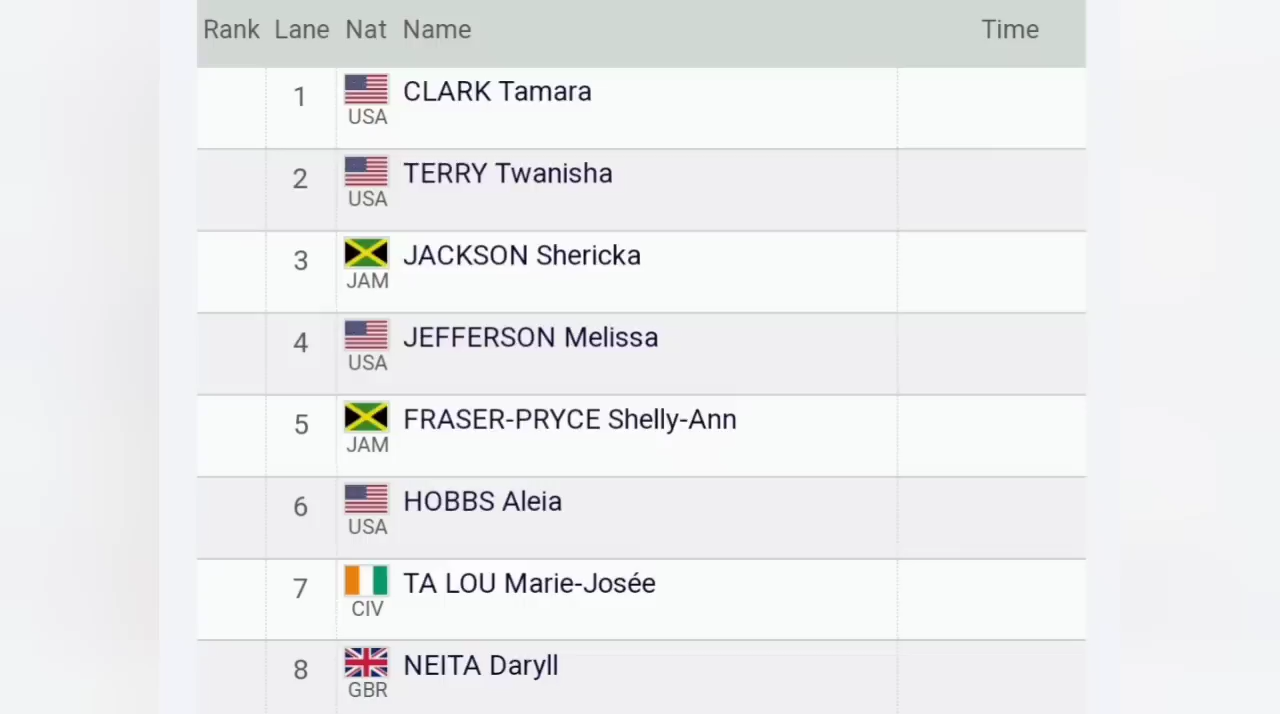 Rank Lane Nat Name Time
1 CLARK Tamara
USA
2 TERRY Twanisha
USA
3 JACKSON Shericka
JAM
4 JEFFERSON Melissa
USA
5 FRASER-PRYCE Shelly-Ann
JAM
6 HOBBS Aleia
USA
7 TA LOU Marie-Josée
CIV
8 NEITA Daryll
GBR